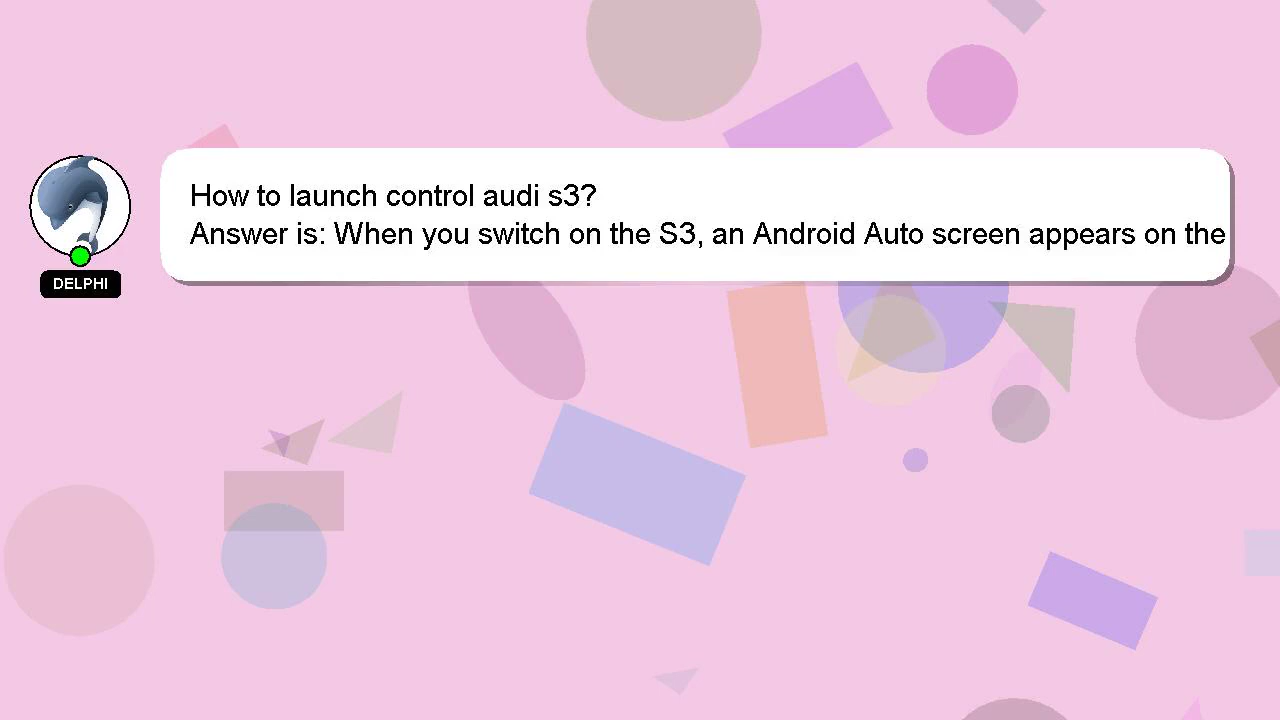 How to launch control audi s3?
Answer is: When you switch on the S3, an Android Auto screen appears on the
DELPHI